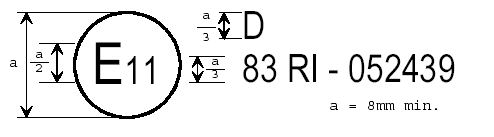 a
a/2
E11
a/3
D
a/3
83 RI - 052439
a = 8mm min.